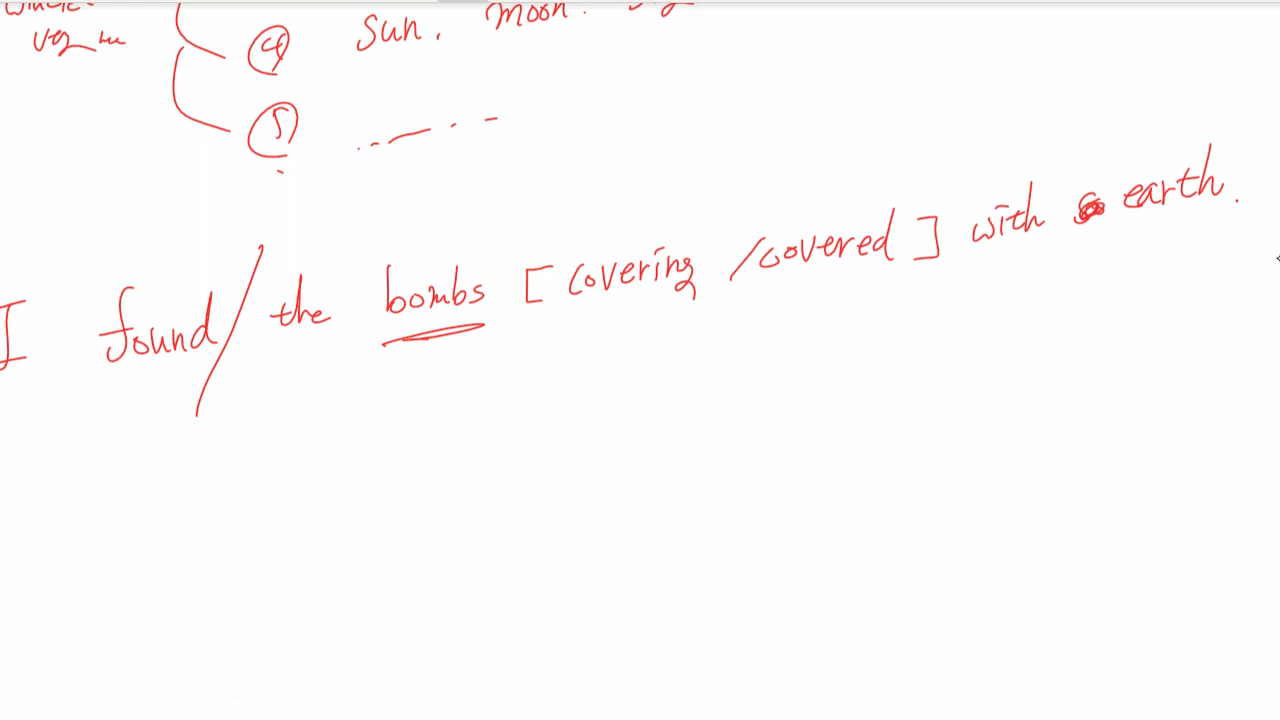 ④ Sun. Moon.
⑤ ..—.-
I found / the bombs [covering /covered] with earth.